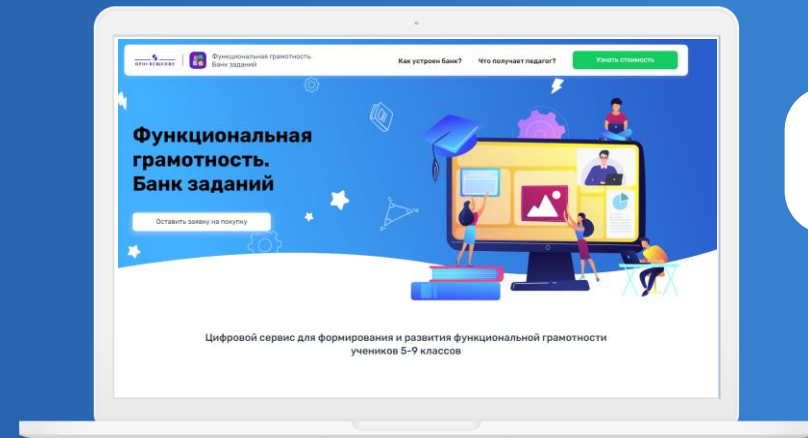 ПРОСВЕЩЕНИЕ
Функциональная грамотность.
Банк заданий
Как устроен банк?
Что получает педагог?
Узнать стоимость
Функциональная
грамотность.
Банк заданий
Оставить заявку на покупку
Цифровой сервис для формирования и развития функциональной грамотности
учеников 5-9 классов